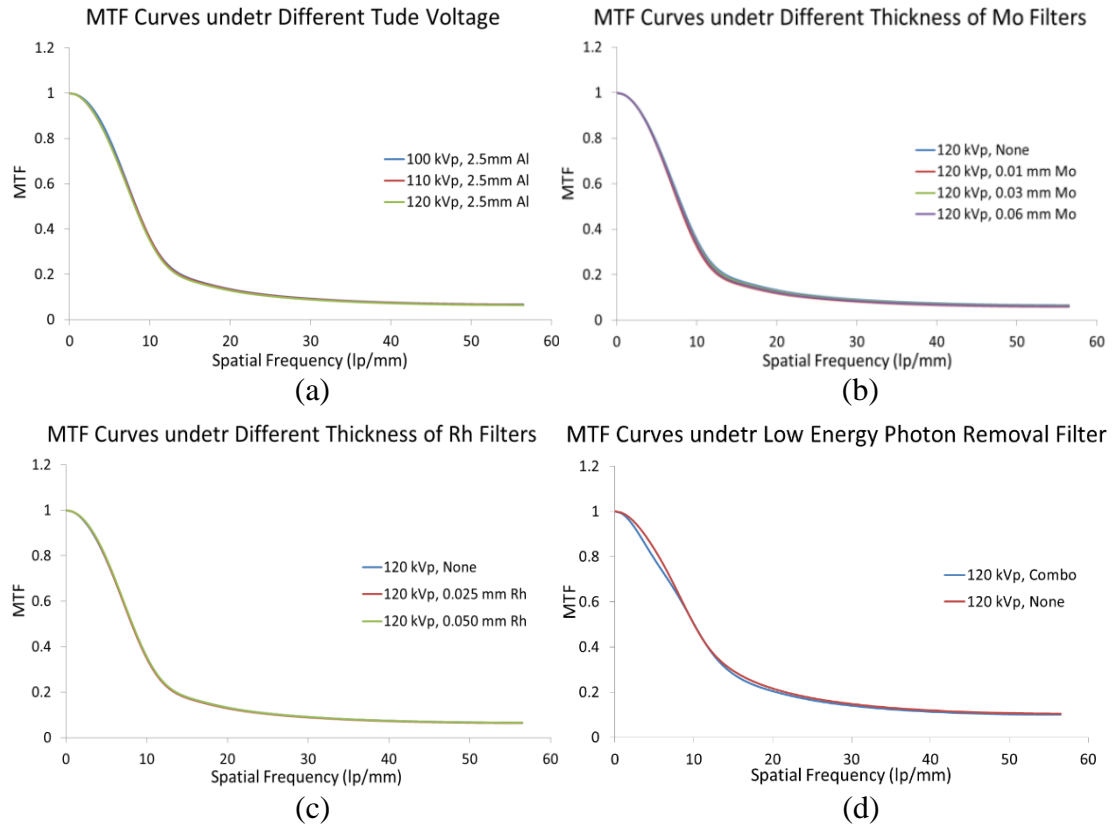 MTF Curves undetr Different Tude Voltage
1.2
1
0.8
0.6
0.4
0.2
0
MTF
100 kVp, 2.5mm Al
110 kVp, 2.5mm Al
120 kVp, 2.5mm Al
0 10 20 30 40 50 60
Spatial Frequency (lp/mm)
(a)
MTF Curves undetr Different Thickness of Mo Filters
1.2
1
0.8
0.6
0.4
0.2
0
MTF
120 kVp, None
120 kVp, 0.01 mm Mo
120 kVp, 0.03 mm Mo
120 kVp, 0.06 mm Mo
0 10 20 30 40 50 60
Spatial Frequency (lp/mm)
(b)
MTF Curves undetr Different Thickness of Rh Filters
1.2
1
0.8
0.6
0.4
0.2
0
MTF
120 kVp, None
120 kVp, 0.025 mm Rh
120 kVp, 0.050 mm Rh
0 10 20 30 40 50 60
Spatial Frequency (lp/mm)
(c)
MTF Curves undetr Low Energy Photon Removal Filter
1.2
1
0.8
0.6
0.4
0.2
0
MTF
120 kVp, Combo
120 kVp, None
0 10 20 30 40 50 60
Spatial Frequency (lp/mm)
(d)